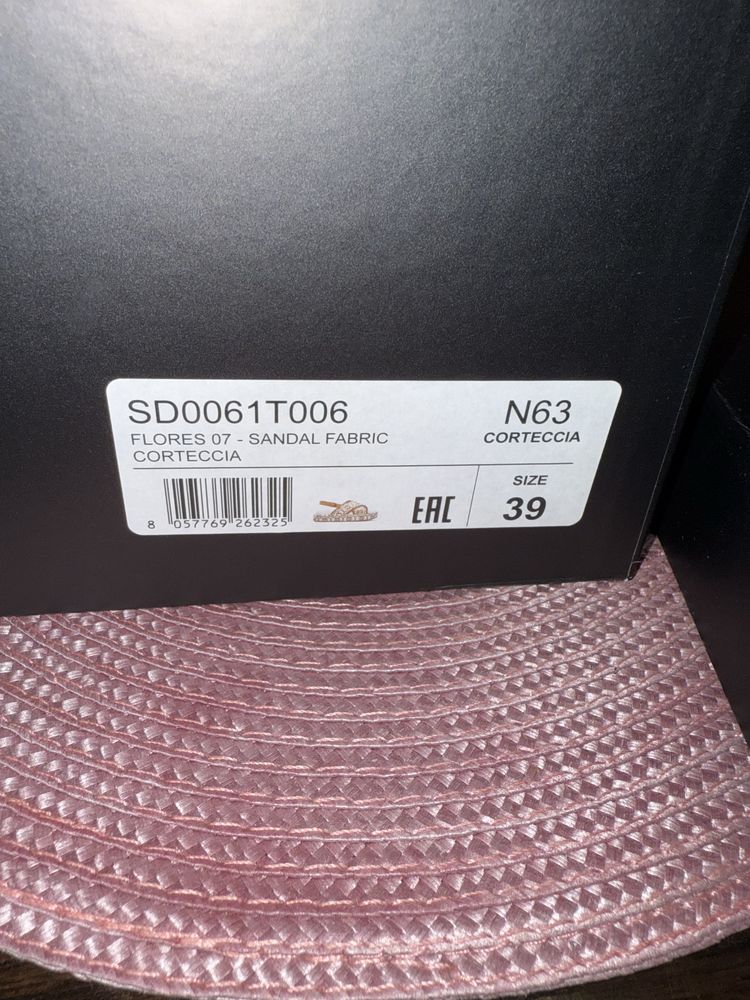 SD0061T006
FLORES 07 - SANDAL FABRIC
CORTECCIA
N63
CORTECCIA
8 057769 262325
EAC
SIZE
39